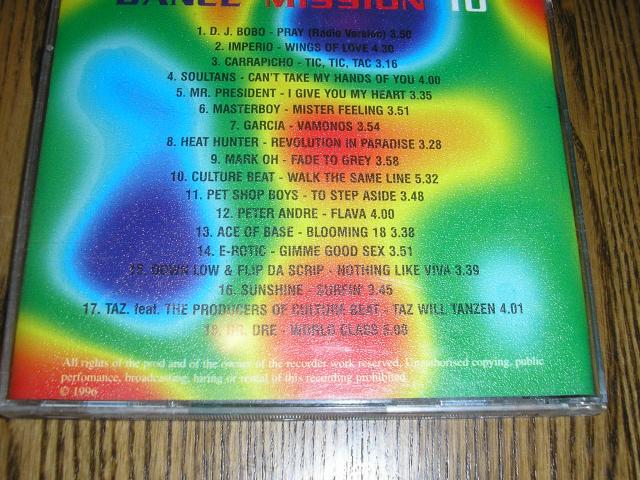 DANCE MISSION 10
1. D. J. BOBO - PRAY (Radio Version) 3.50
2. IMPERIO - WINGS OF LOVE 4.30
3. CARRAPICHO - TIC, TIC, TAC 3.16
4. SOULTANS - CAN'T TAKE MY HANDS OF YOU 4.00
5. MR. PRESIDENT - I GIVE YOU MY HEART 3.35
6. MASTERBOY - MISTER FEELING 3.51
7. GARCIA - VAMONOS 3.54
8. HEAT HUNTER - REVOLUTION IN PARADISE 3.28
9. MARK OH - FADE TO GREY 3.58
10. CULTURE BEAT - WALK THE SAME LINE 5.32
11. PET SHOP BOYS - TO STEP ASIDE 3.48
12. PETER ANDRE - FLAVA 4.00
13. ACE OF BASE - BLOOMING 18 3.38
14. E-ROTIC - GIMME GOOD SEX 3.51
15. DOWN LOW & FLIP DA SCRIP - NOTHING LIKE VIVA 3.39
16. SUNSHINE - SURFIN' 3.45
17. TAZ. feat. THE PRODUCERS OF CULTURA BEAT - TAZ WILL TANZEN 4.01
18. DR. DRE - WORLD CLASS 5.00
All rights of the prod and of the owner of the recorder work reserved. Unauthorised copying, public
perfomance, broadcasting, haring or rental of this recording prohibited.
© 1996